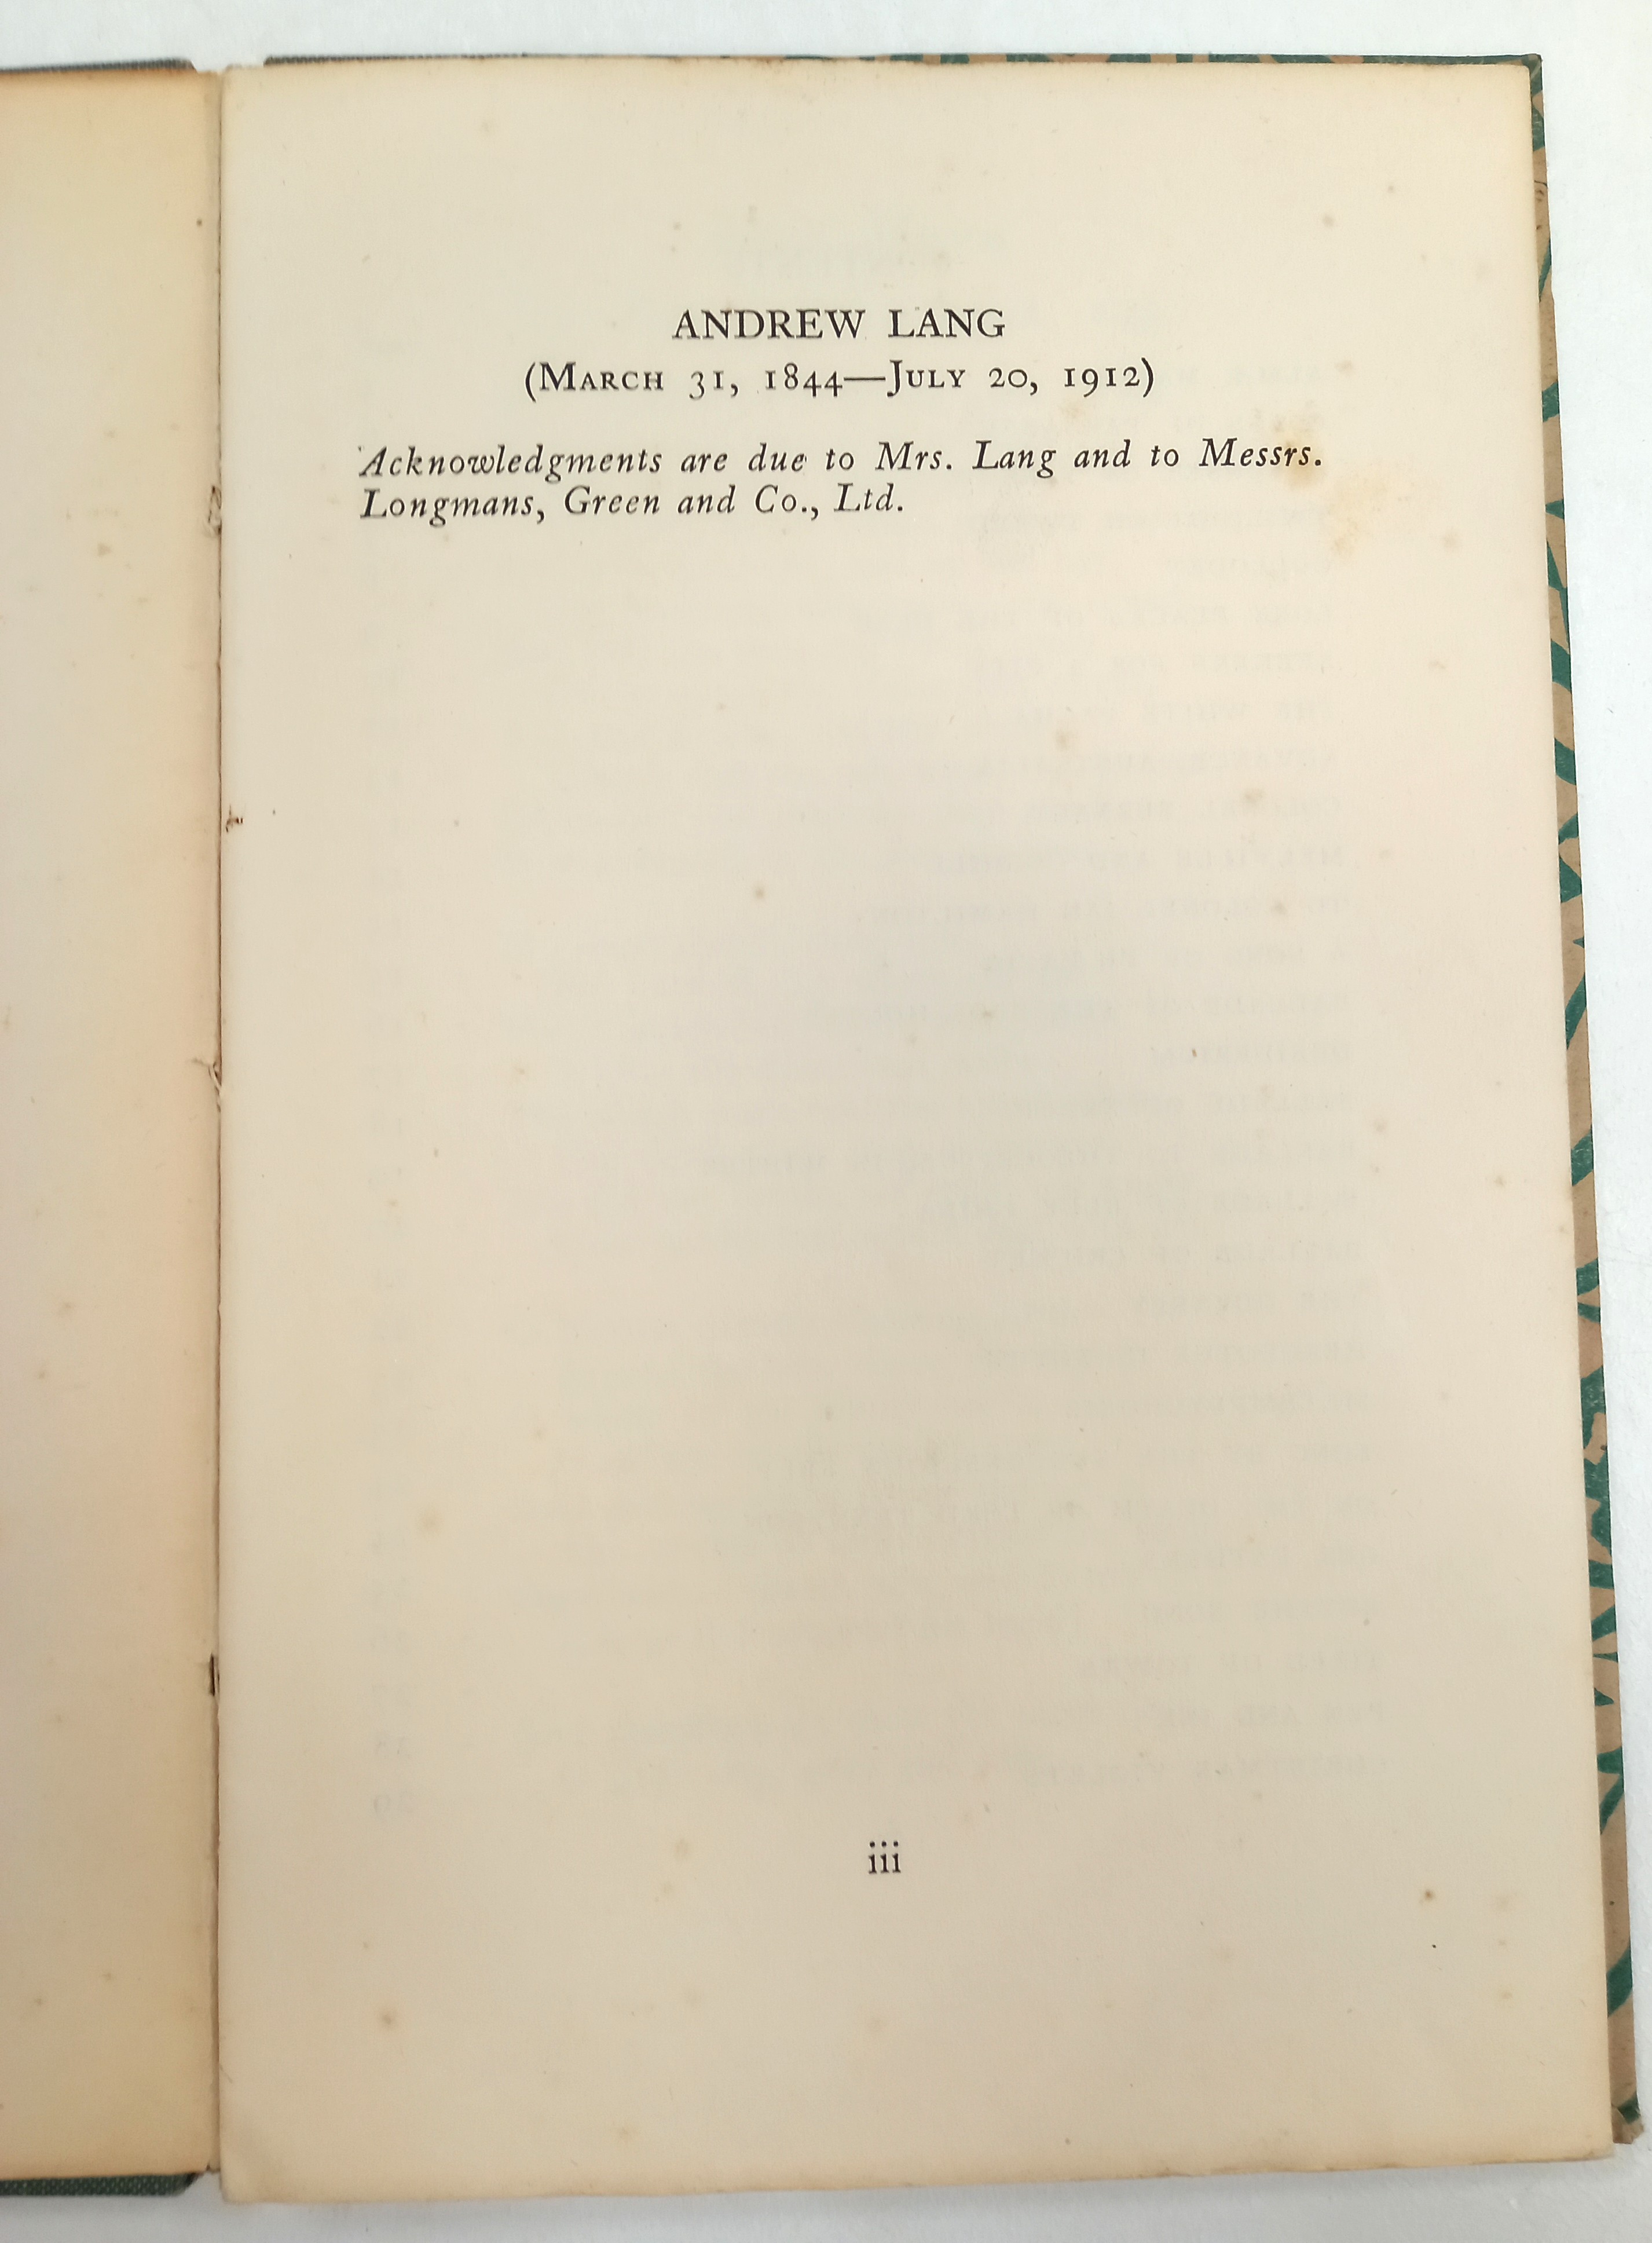 ANDREW LANG
(MARCH 31, 1844—JULY 20, 1912)
Acknowledgments are due to Mrs. Lang and to Messrs.
Longmans, Green and Co., Ltd.
iii